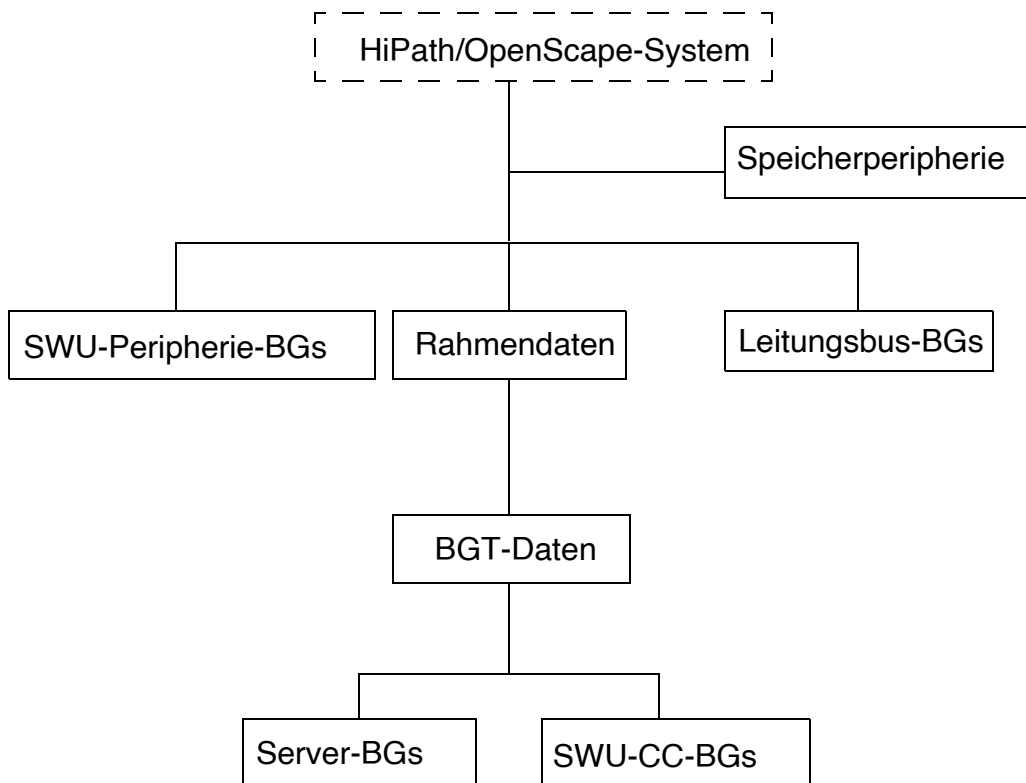 HiPath/OpenScape-System
Speicherperipherie
SWU-Peripherie-BGs
Rahmendaten
Leitungsbus-BGs
BGT-Daten
Server-BGs
SWU-CC-BGs